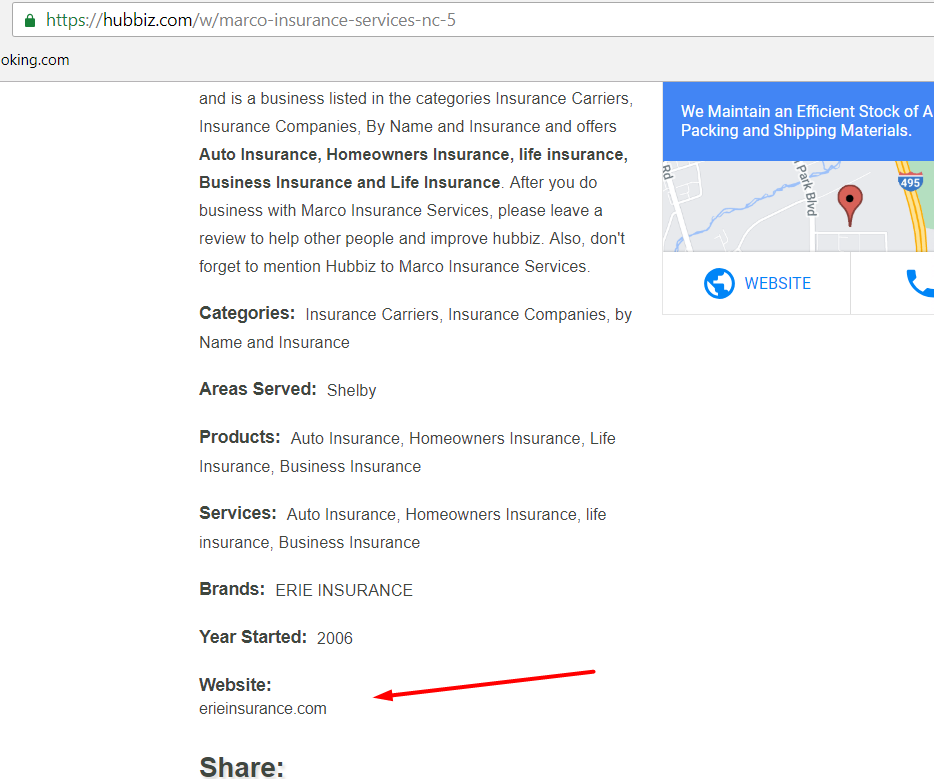 https://hubbiz.com/w/marco-insurance-services-nc-5
oking.com
and is a business listed in the categories Insurance Carriers,
Insurance Companies, By Name and Insurance and offers
Auto Insurance, Homeowners Insurance, life insurance,
Business Insurance and Life Insurance. After you do
business with Marco Insurance Services, please leave a
review to help other people and improve hubbiz. Also, don't
forget to mention Hubbiz to Marco Insurance Services.
Categories: Insurance Carriers, Insurance Companies, by
Name and Insurance
Areas Served: Shelby
Products: Auto Insurance, Homeowners Insurance, Life
Insurance, Business Insurance
Services: Auto Insurance, Homeowners Insurance, life
insurance, Business Insurance
Brands: ERIE INSURANCE
Year Started: 2006
Website:
erieinsurance.com
Share:
We Maintain an Efficient Stock of A
Packing and Shipping Materials.
Rd
Park Blvd
495
WEBSITE